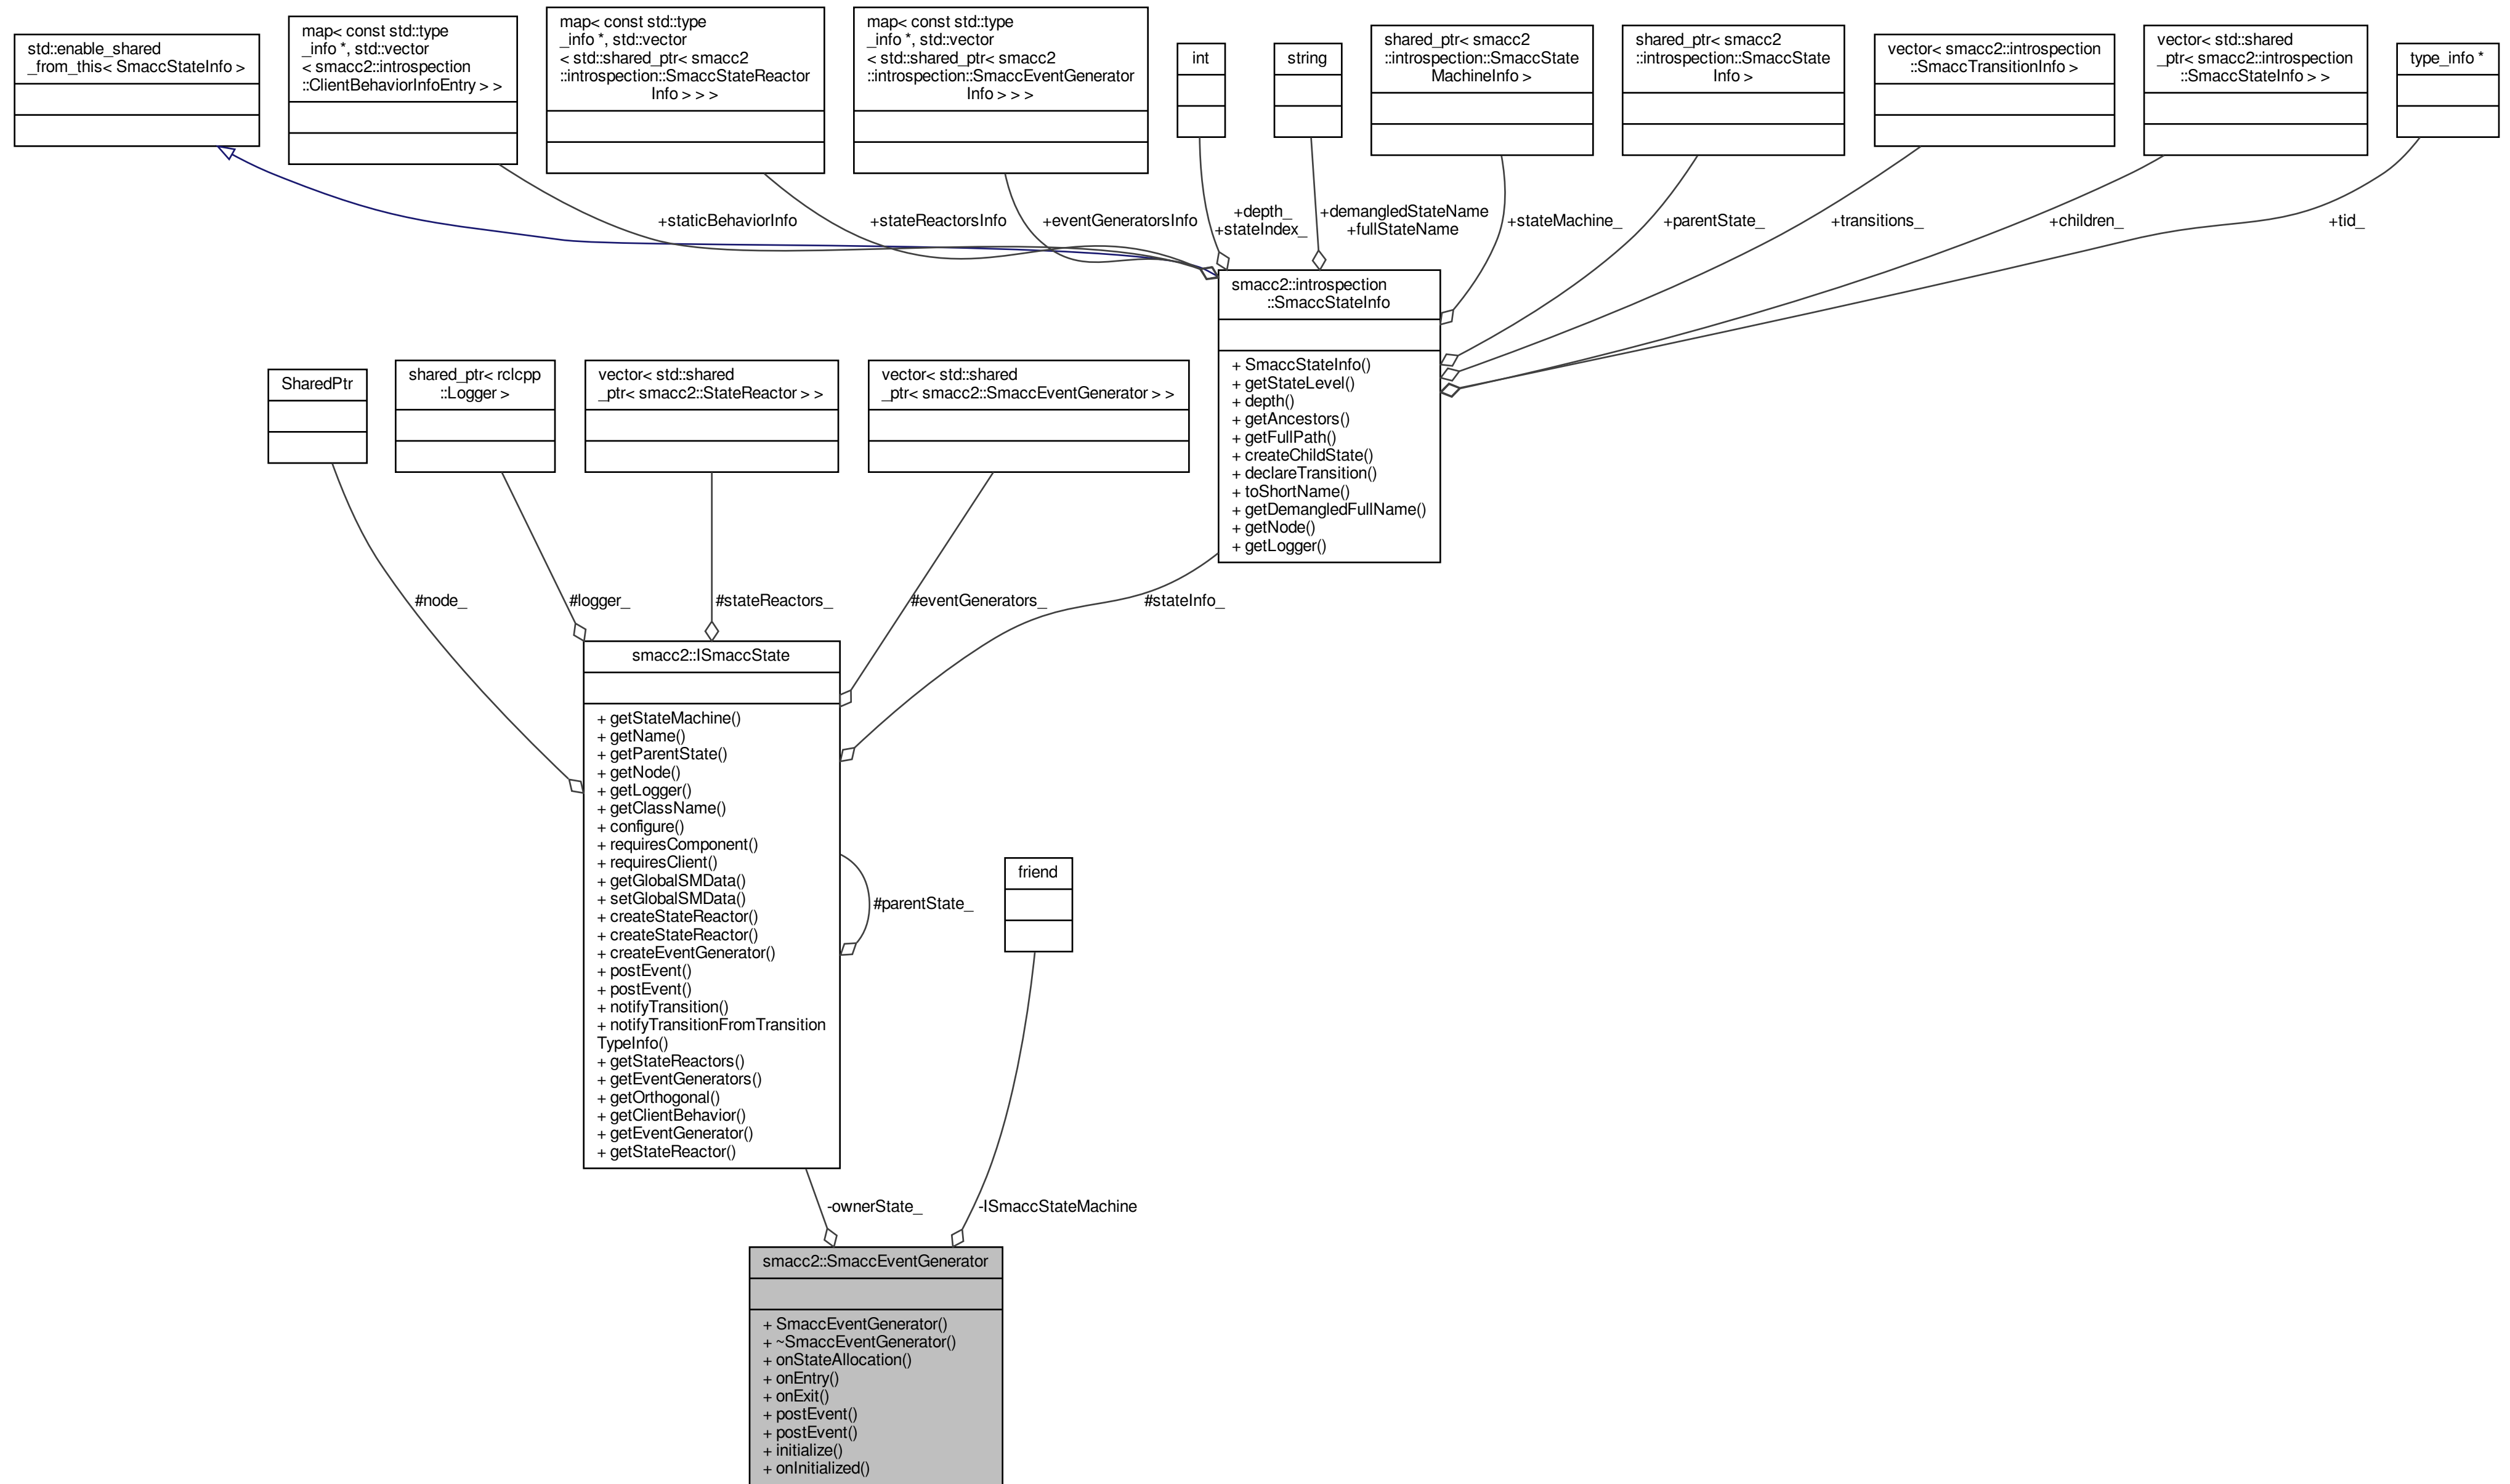 std::enable_shared
_from_this< SmaccStateInfo >
map< const std::type
_info *, std::vector
< smacc2::introspection
::ClientBehaviorInfoEntry > >
map< const std::type
_info *, std::vector
< std::shared_ptr< smacc2
::introspection::SmaccStateReactor
Info > > >
map< const std::type
_info *, std::vector
< std::shared_ptr< smacc2
::introspection::SmaccEventGenerator
Info > > >
int
string
shared_ptr< smacc2
::introspection::SmaccState
MachineInfo >
shared_ptr< smacc2
::introspection::SmaccState
Info >
vector< smacc2::introspection
::SmaccTransitionInfo >
vector< std::shared
_ptr< smacc2::introspection
::SmaccStateInfo > >
type_info *
+staticBehaviorInfo
+stateReactorsInfo
+eventGeneratorsInfo
+depth_
+stateIndex_
+demangledStateName
+fullStateName
+stateMachine_
+parentState_
+transitions_
+children_
+tid_
smacc2::introspection
::SmaccStateInfo
+ SmaccStateInfo()
+ getStateLevel()
+ depth()
+ getAncestors()
+ getFullPath()
+ createChildState()
+ declareTransition()
+ toShortName()
+ getDemangledFullName()
+ getNode()
+ getLogger()
SharedPtr
shared_ptr< rclcpp
::Logger >
vector< std::shared
_ptr< smacc2::StateReactor > >
vector< std::shared
_ptr< smacc2::SmaccEventGenerator > >
#node_
#logger_
#stateReactors_
#eventGenerators_
#stateInfo_
smacc2::ISmaccState
+ getStateMachine()
+ getName()
+ getParentState()
+ getNode()
+ getLogger()
+ getClassName()
+ configure()
+ requiresComponent()
+ requiresClient()
+ getGlobalSMData()
+ setGlobalSMData()
+ createStateReactor()
+ createStateReactor()
+ createEventGenerator()
+ postEvent()
+ postEvent()
+ notifyTransition()
+ notifyTransitionFromTransition
TypeInfo()
+ getStateReactors()
+ getEventGenerators()
+ getOrthogonal()
+ getClientBehavior()
+ getEventGenerator()
+ getStateReactor()
#parentState_
friend
-ownerState_
-ISmaccStateMachine
smacc2::SmaccEventGenerator
+ SmaccEventGenerator()
+ ~SmaccEventGenerator()
+ onStateAllocation()
+ onEntry()
+ onExit()
+ postEvent()
+ postEvent()
+ initialize()
+ onInitialized()